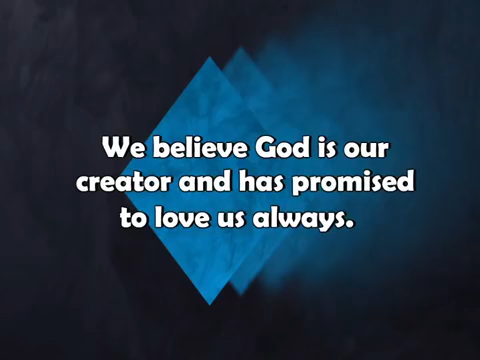 We believe God is our
creator and has promised
to love us always.